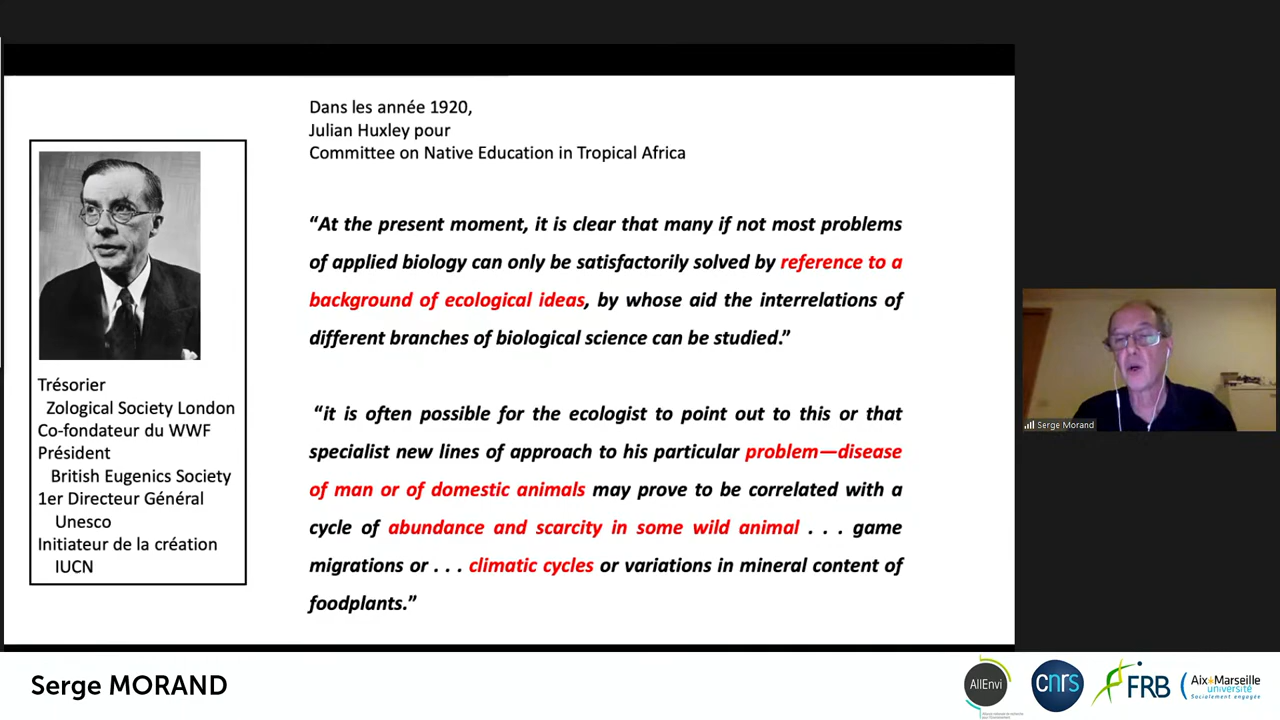 Dans les année 1920,
Julian Huxley pour
Committee on Native Education in Tropical Africa
“At the present moment, it is clear that many if not most problems
of applied biology can only be satisfactorily solved by reference to a
background of ecological ideas, by whose aid the interrelations of
different branches of biological science can be studied.”
“it is often possible for the ecologist to point out to this or that
specialist new lines of approach to his particular problem—disease
of man or of domestic animals may prove to be correlated with a
cycle of abundance and scarcity in some wild animal . . . game
migrations or . . . climatic cycles or variations in mineral content of
foodplants.”
Trésorier
Zological Society London
Co-fondateur du WWF
Président
British Eugenics Society
1er Directeur Général
Unesco
Initiateur de la création
IUCN
Serge Morand
Serge MORAND
AllEnvi
cnrs
FRB
Aix+Marseille
université
Socialement engagée